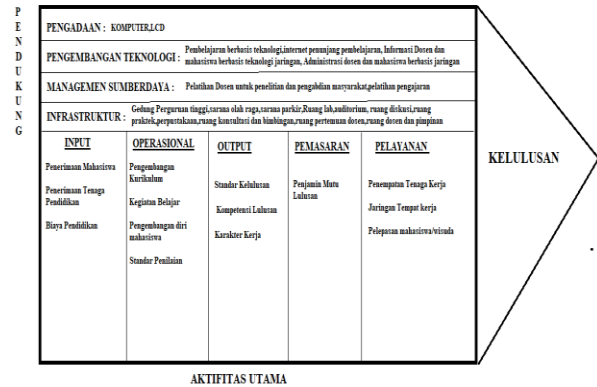 PENDUKUNG
PENGADAAN : KOMPUTER,LCD
PENGEMBANGAN TEKNOLOGI : Pembelajaran berbasis teknologi,internet penunjang pembelajaran, Informasi Dosen dan
mahasiswa berbasis teknologi jaringan, Administrasi dosen dan mahasiswa berbasis jaringan
MANAGEMEN SUMBERDAYA : Pelatihan Dosen untuk penelitian dan pengabdian masyarakat,pelatihan pengajaran
INFRASTRUKTUR : Gedung Perguruan tinggi,sarana olah raga,sarana parkir,Ruang lab,auditorium, ruang diskusi,ruang
praktek,perpustakaan,ruang konsultasi dan bimbingan,ruang pertemuan dosen,ruang dosen dan pimpinan
INPUT
Penerimaan Mahasiswa
Penerimaan Tenaga
Pendidikan
Biaya Pendidikan
OPERASIONAL
Pengembangan
Kurikulum
Kegiatan Belajar
Pengembangan diri
mahasiswa
Standar Penilaian
OUTPUT
Standar Kelulusan
Kompetensi Lulusan
Karakter Kerja
PEMASARAN
Penjamin Mutu
Lulusan
PELAYANAN
Penempatan Tenaga Kerja
Jaringan Tempat kerja
Pelepasan mahasiswa/wisuda
KELULUSAN
AKTIFITAS UTAMA